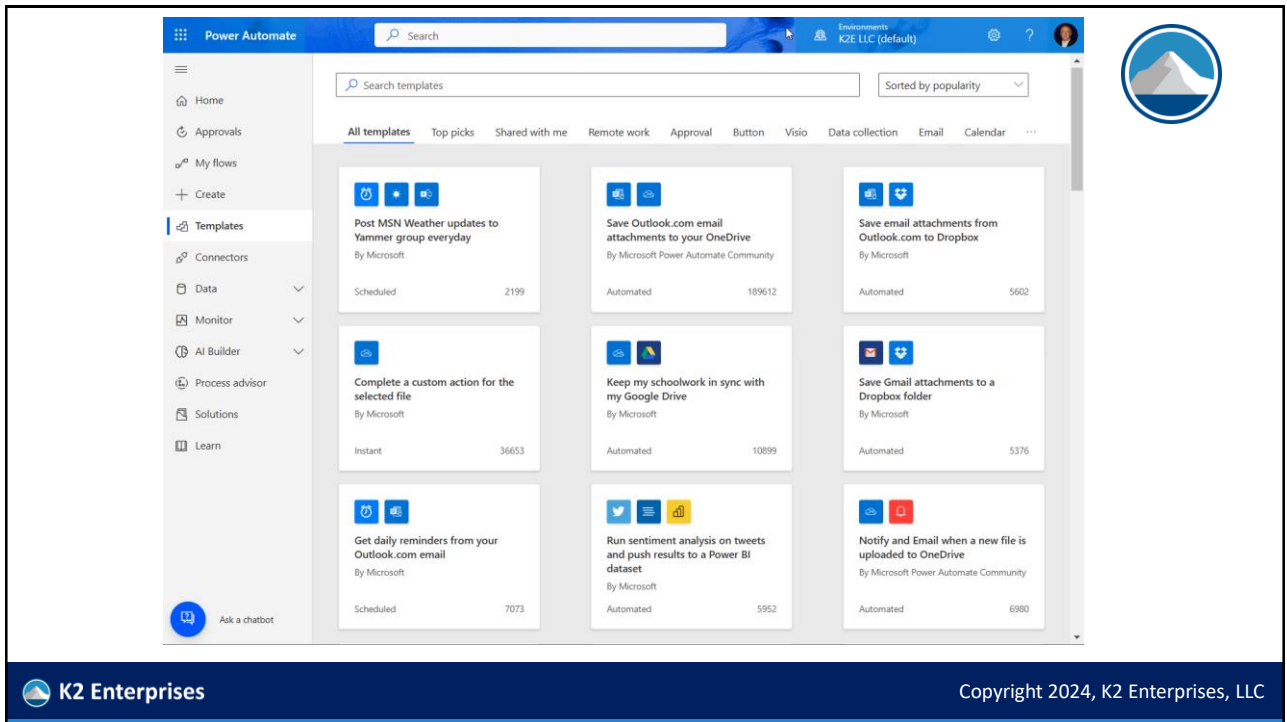 Power Automate
Search
Environments
K2E LLC (default)
?
Search templates
Sorted by popularity
Home
Approvals
My flows
Create
Templates
Connectors
Data
Monitor
AI Builder
Process advisor
Solutions
Learn
Ask a chatbot
All templates Top picks Shared with me Remote work Approval Button Visio Data collection Email Calendar ...
Post MSN Weather updates to
Yammer group everyday
By Microsoft
Scheduled 2199
Save Outlook.com email
attachments to your OneDrive
By Microsoft Power Automate Community
Automated 189612
Save email attachments from
Outlook.com to Dropbox
By Microsoft
Automated 5602
Complete a custom action for the
selected file
By Microsoft
Instant 36653
Keep my schoolwork in sync with
my Google Drive
By Microsoft
Automated 10899
Save Gmail attachments to a
Dropbox folder
By Microsoft
Automated 5376
Get daily reminders from your
Outlook.com email
By Microsoft
Scheduled 7073
Run sentiment analysis on tweets
and push results to a Power BI
dataset
By Microsoft
Automated 5952
Notify and Email when a new file is
uploaded to OneDrive
By Microsoft Power Automate Community
Automated 6980
K2 Enterprises
Copyright 2024, K2 Enterprises, LLC